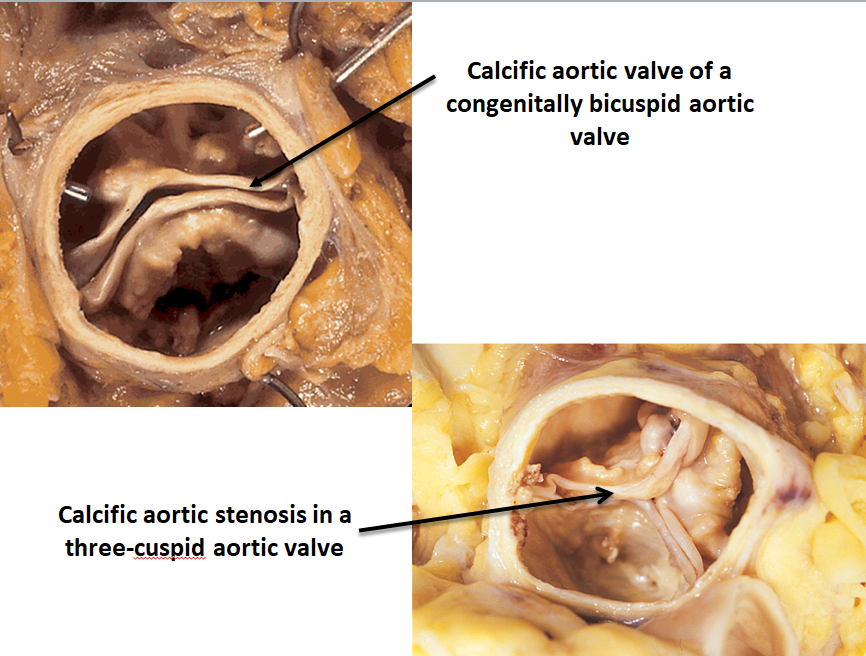 Calcific aortic valve of a
congenitally bicuspid aortic
valve
Calcific aortic stenosis in a
three-cuspid aortic valve